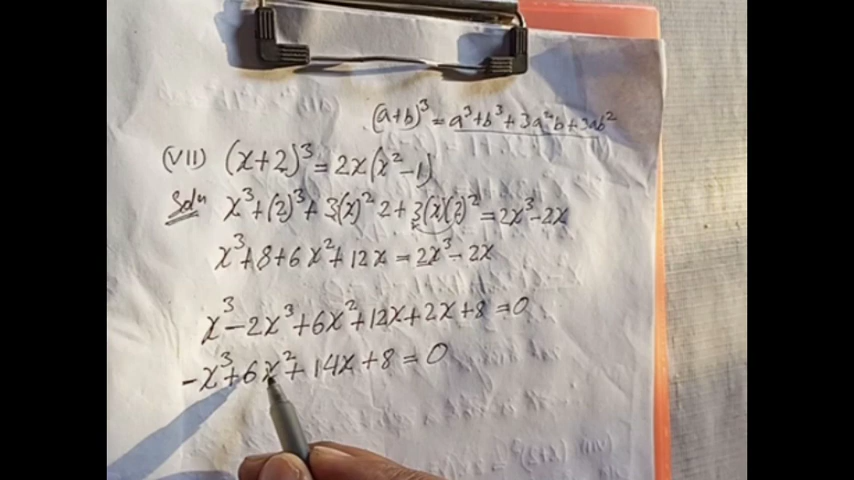 (a+b)³ = a³+b³+3a²b+3ab²
(VII) (x+2)³ = 2x(x²-1)
Solⁿ x³+(2)³+3(x)²2+3(x)(2)² = 2x³-2x
x³+8+6x²+12x = 2x³-2x
x³-2x³+6x²+12x+2x+8 = 0
-x³+6x²+14x+8 = 0